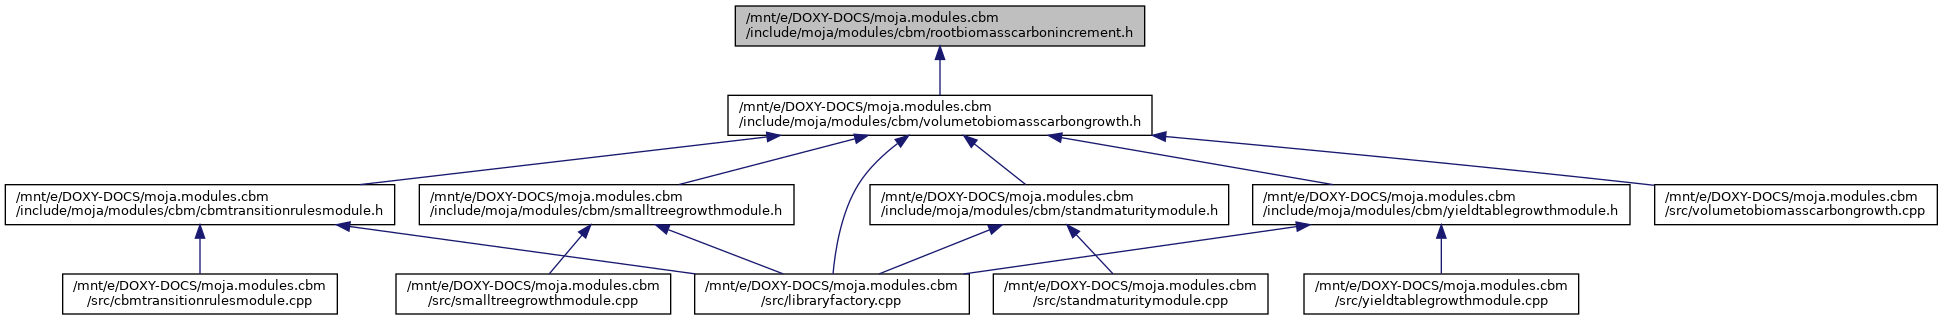 /mnt/e/DOXY-DOCS/moja.modules.cbm
/include/moja/modules/cbm/rootbiomasscarbonincrement.h
/mnt/e/DOXY-DOCS/moja.modules.cbm
/include/moja/modules/cbm/volumetobiomasscarbongrowth.h
/mnt/e/DOXY-DOCS/moja.modules.cbm
/include/moja/modules/cbm/cbmtransitionrulesmodule.h
/mnt/e/DOXY-DOCS/moja.modules.cbm
/include/moja/modules/cbm/smalltreegrowthmodule.h
/mnt/e/DOXY-DOCS/moja.modules.cbm
/include/moja/modules/cbm/standmaturitymodule.h
/mnt/e/DOXY-DOCS/moja.modules.cbm
/include/moja/modules/cbm/yieldtablegrowthmodule.h
/mnt/e/DOXY-DOCS/moja.modules.cbm
/src/volumetobiomasscarbongrowth.cpp
/mnt/e/DOXY-DOCS/moja.modules.cbm
/src/cbmtransitionrulesmodule.cpp
/mnt/e/DOXY-DOCS/moja.modules.cbm
/src/smalltreegrowthmodule.cpp
/mnt/e/DOXY-DOCS/moja.modules.cbm
/src/libraryfactory.cpp
/mnt/e/DOXY-DOCS/moja.modules.cbm
/src/standmaturitymodule.cpp
/mnt/e/DOXY-DOCS/moja.modules.cbm
/src/yieldtablegrowthmodule.cpp